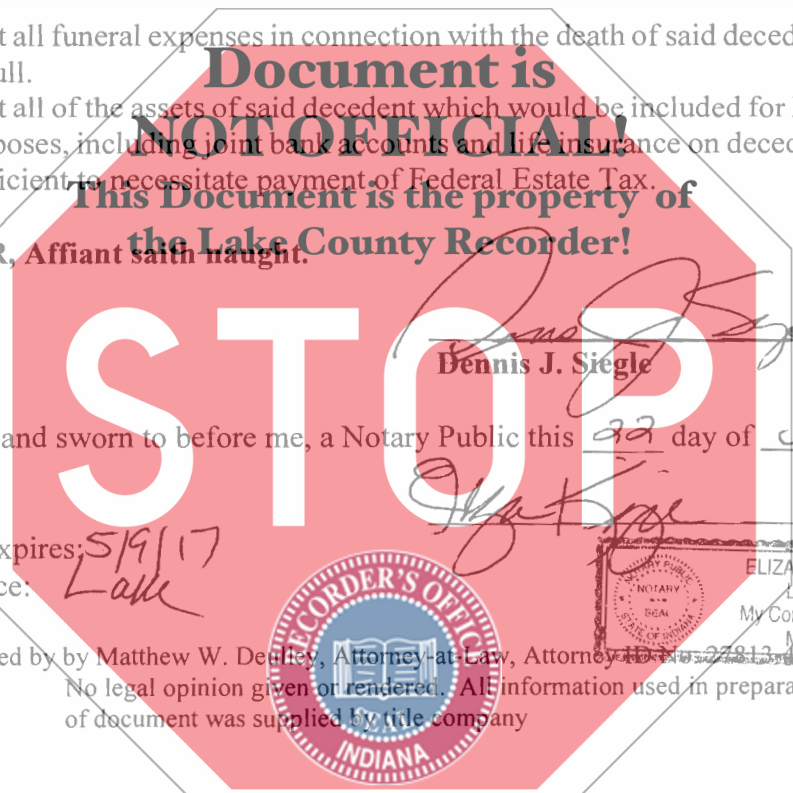 t all funeral expenses in connection with the death of said deced
ull.
Document is
t all of the assets of said decedent which would be included for
NOT OFFICIAL!
poses, including joint bank accounts and life insurance on deced
icient to necessitate payment of Federal Estate Tax.
This Document is the property of
the Lake County Recorder!
R, Affiant saith naught.
STOP
Dennis J. Siegle
and sworn to before me, a Notary Public this 22 day of
xpires: 5/9/17
ce: Lake
NOTARY PUBLIC
NOTARY
SEAL
STATE OF INDIANA
ELIZA
My Co
RECORDER'S OFFICE
SEAL
INDIANA
ed by by Matthew W. Deulley, Attorney-at-Law, Attorney ID No. 27813-
No legal opinion given or rendered. All information used in prepara
of document was supplied by title company